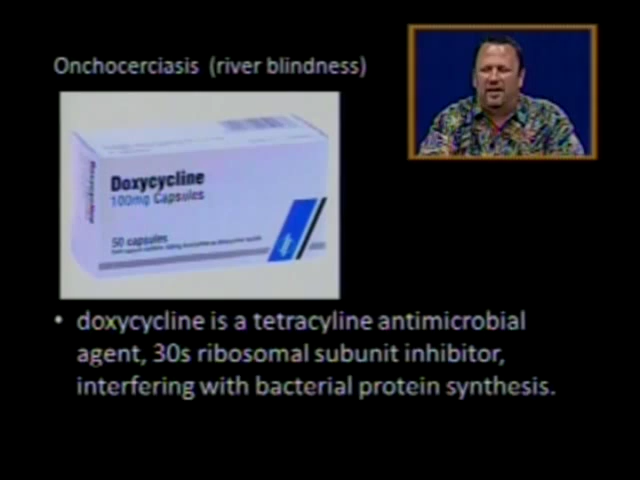 Onchocerciasis (river blindness)
Doxycycline
100mg Capsules
50 capsules
Doxycycline
• doxycycline is a tetracyline antimicrobial
agent, 30s ribosomal subunit inhibitor,
interfering with bacterial protein synthesis.